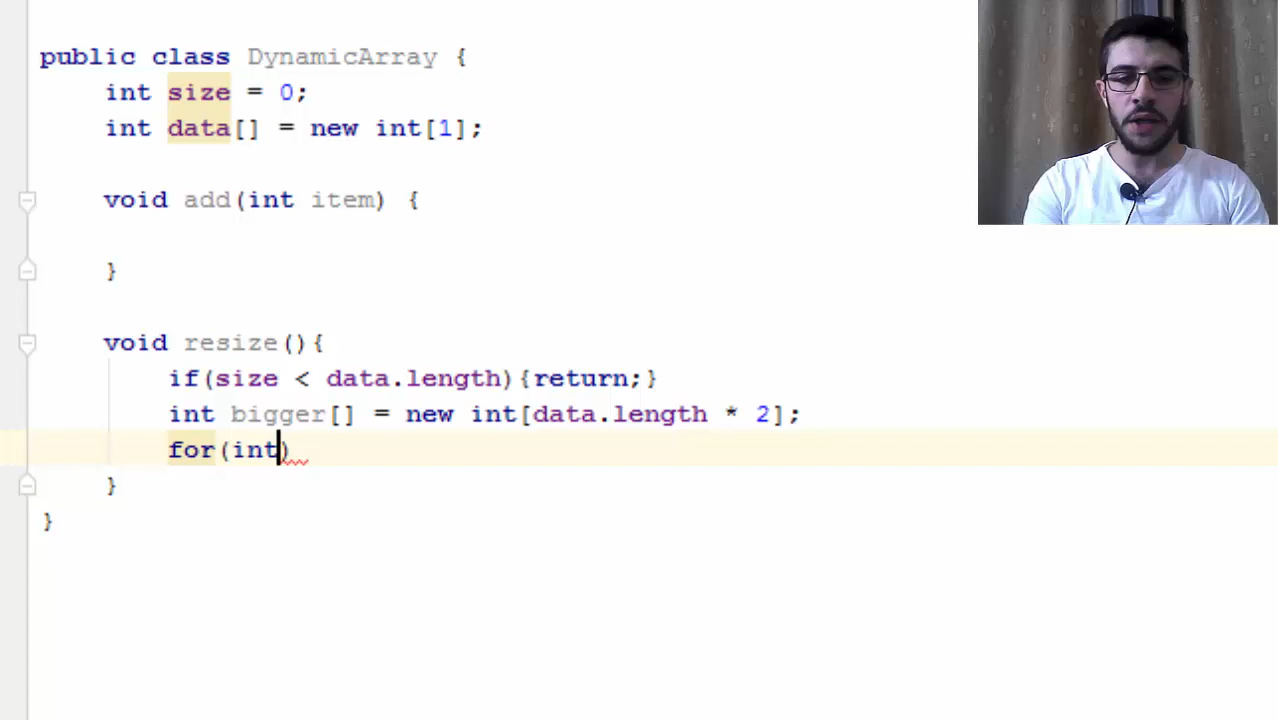 public class DynamicArray {
int size = 0;
int data[] = new int[1];
void add(int item) {
}
void resize(){
if(size < data.length){return;}
int bigger[] = new int[data.length * 2];
for(int)
}
}